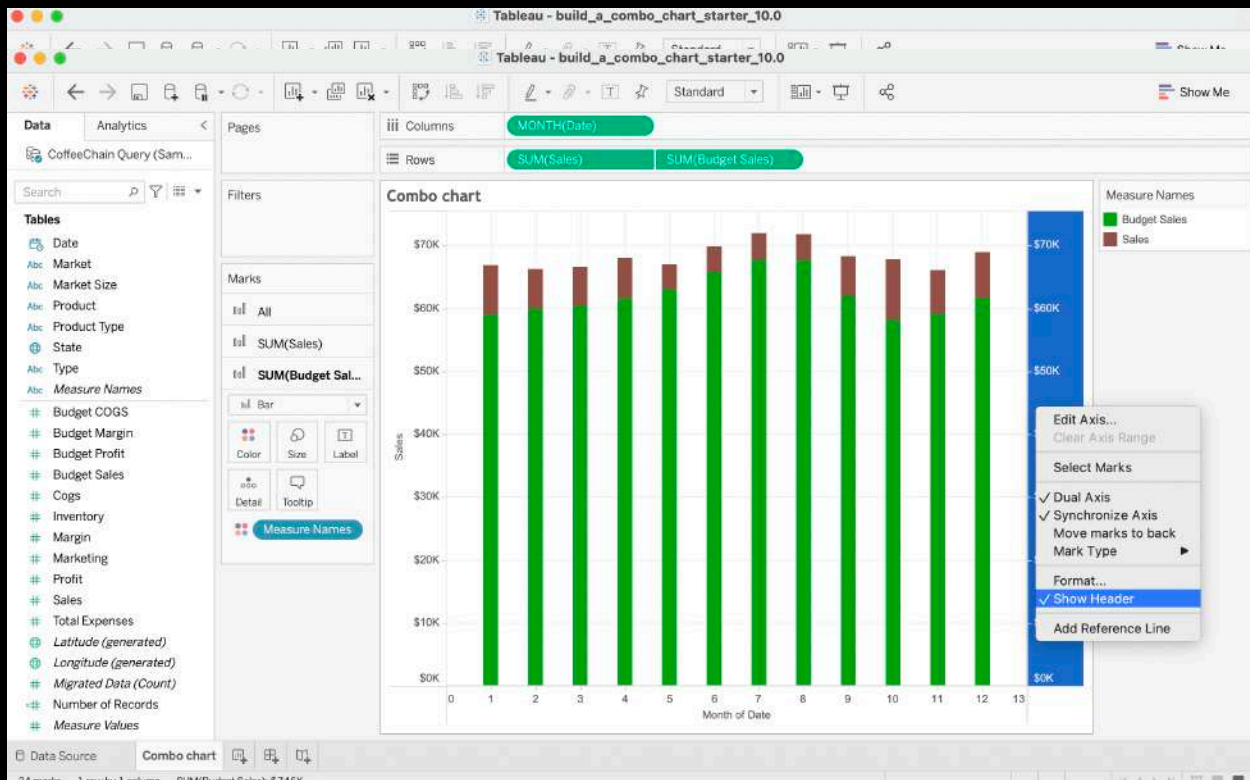 Tableau - build_a_combo_chart_starter_10.0
Tableau - build_a_combo_chart_starter_10.0
Standard
Show Me
Data
Analytics
Pages
Columns
MONTH(Date)
CoffeeChain Query (Sam...
Rows
SUM(Sales)
SUM(Budget Sales)
Search
Filters
Tables
Date
Market
Market Size
Product
Product Type
State
Type
Measure Names
Budget COGS
Budget Margin
Budget Profit
Budget Sales
Cogs
Inventory
Margin
Marketing
Profit
Sales
Total Expenses
Latitude (generated)
Longitude (generated)
Migrated Data (Count)
Number of Records
Measure Values
Marks
All
SUM(Sales)
SUM(Budget Sal...
Bar
Color
Size
Label
Detail
Tooltip
Measure Names
Combo chart
$70K
$60K
$50K
$40K
$30K
$20K
$10K
$0K
Sales
0 1 2 3 4 5 6 7 8 9 10 11 12 13
Month of Date
$70K
$60K
$50K
$0K
Edit Axis...
Clear Axis Range
Select Marks
Dual Axis
Synchronize Axis
Move marks to back
Mark Type
Format...
Show Header
Add Reference Line
Measure Names
Budget Sales
Sales
Data Source
Combo chart